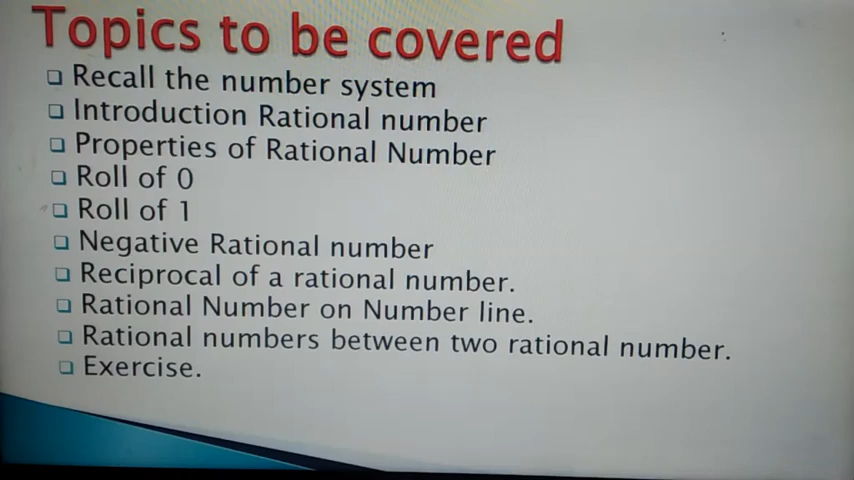 Topics to be covered
Recall the number system
Introduction Rational number
Properties of Rational Number
Roll of 0
Roll of 1
Negative Rational number
Reciprocal of a rational number.
Rational Number on Number line.
Rational numbers between two rational number.
Exercise.